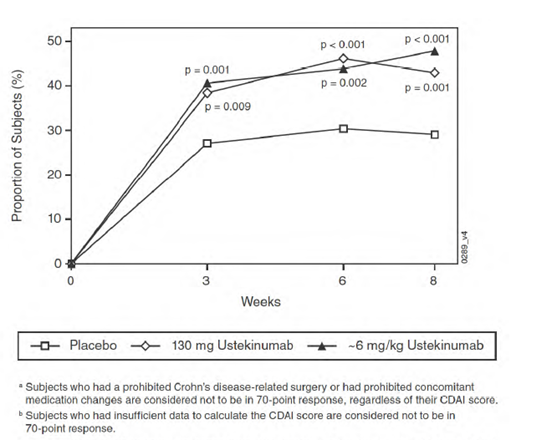 50
40
30
20
10
0
Proportion of Subjects (%)
p = 0.001
p = 0.009
p < 0.001
p = 0.002
p < 0.001
p = 0.001
0289_v4
0 3 6 8
Weeks
Placebo 130 mg Ustekinumab ~6 mg/kg Ustekinumab
a Subjects who had a prohibited Crohn's disease-related surgery or had prohibited concomitant
medication changes are considered not to be in 70-point response, regardless of their CDAI score.
b Subjects who had insufficient data to calculate the CDAI score are considered not to be in
70-point response.